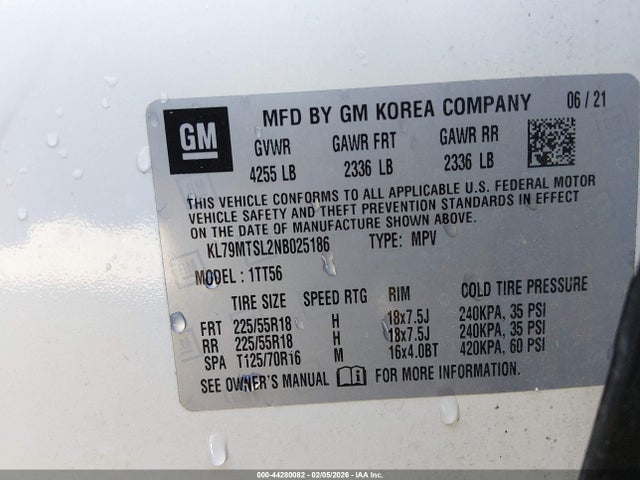 GM
MFD BY GM KOREA COMPANY 06 / 21
GVWR GAWR FRT GAWR RR
4255 LB 2336 LB 2336 LB
THIS VEHICLE CONFORMS TO ALL APPLICABLE U.S. FEDERAL MOTOR
VEHICLE SAFETY AND THEFT PREVENTION STANDARDS IN EFFECT
ON THE DATE OF MANUFACTURE SHOWN ABOVE.
KL79MTSL2NB025186 TYPE: MPV
MODEL: 1TT56
TIRE SIZE SPEED RTG RIM COLD TIRE PRESSURE
FRT 225/55R18 H 18x7.5J 240KPA, 35 PSI
RR 225/55R18 H 18x7.5J 240KPA, 35 PSI
SPA T125/70R16 M 16x4.0BT 420KPA, 60 PSI
SEE OWNER'S MANUAL FOR MORE INFORMATION.
000-44280082 - 02/05/2026 - IAA Inc.